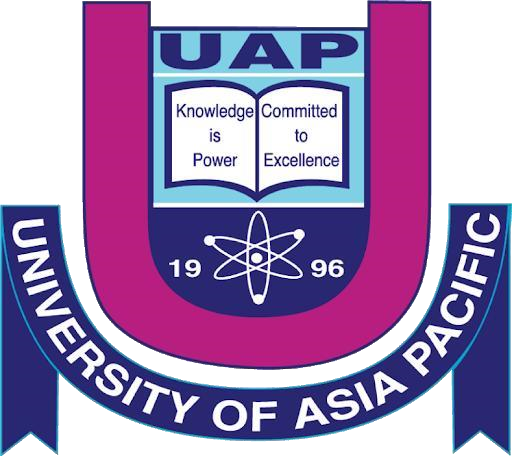 UAP
Knowledge
is
Power
Committed
to
Excellence
19 96
UNIVERSITY OF ASIA PACIFIC